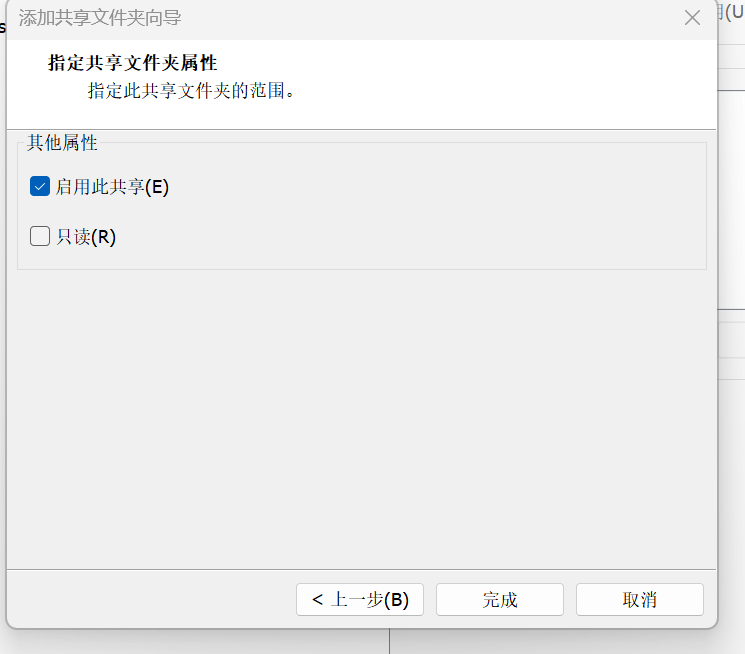 添加共享文件夹向导
指定共享文件夹属性
指定此共享文件夹的范围。
其他属性
启用此共享(E)
只读(R)
< 上一步(B)
完成
取消